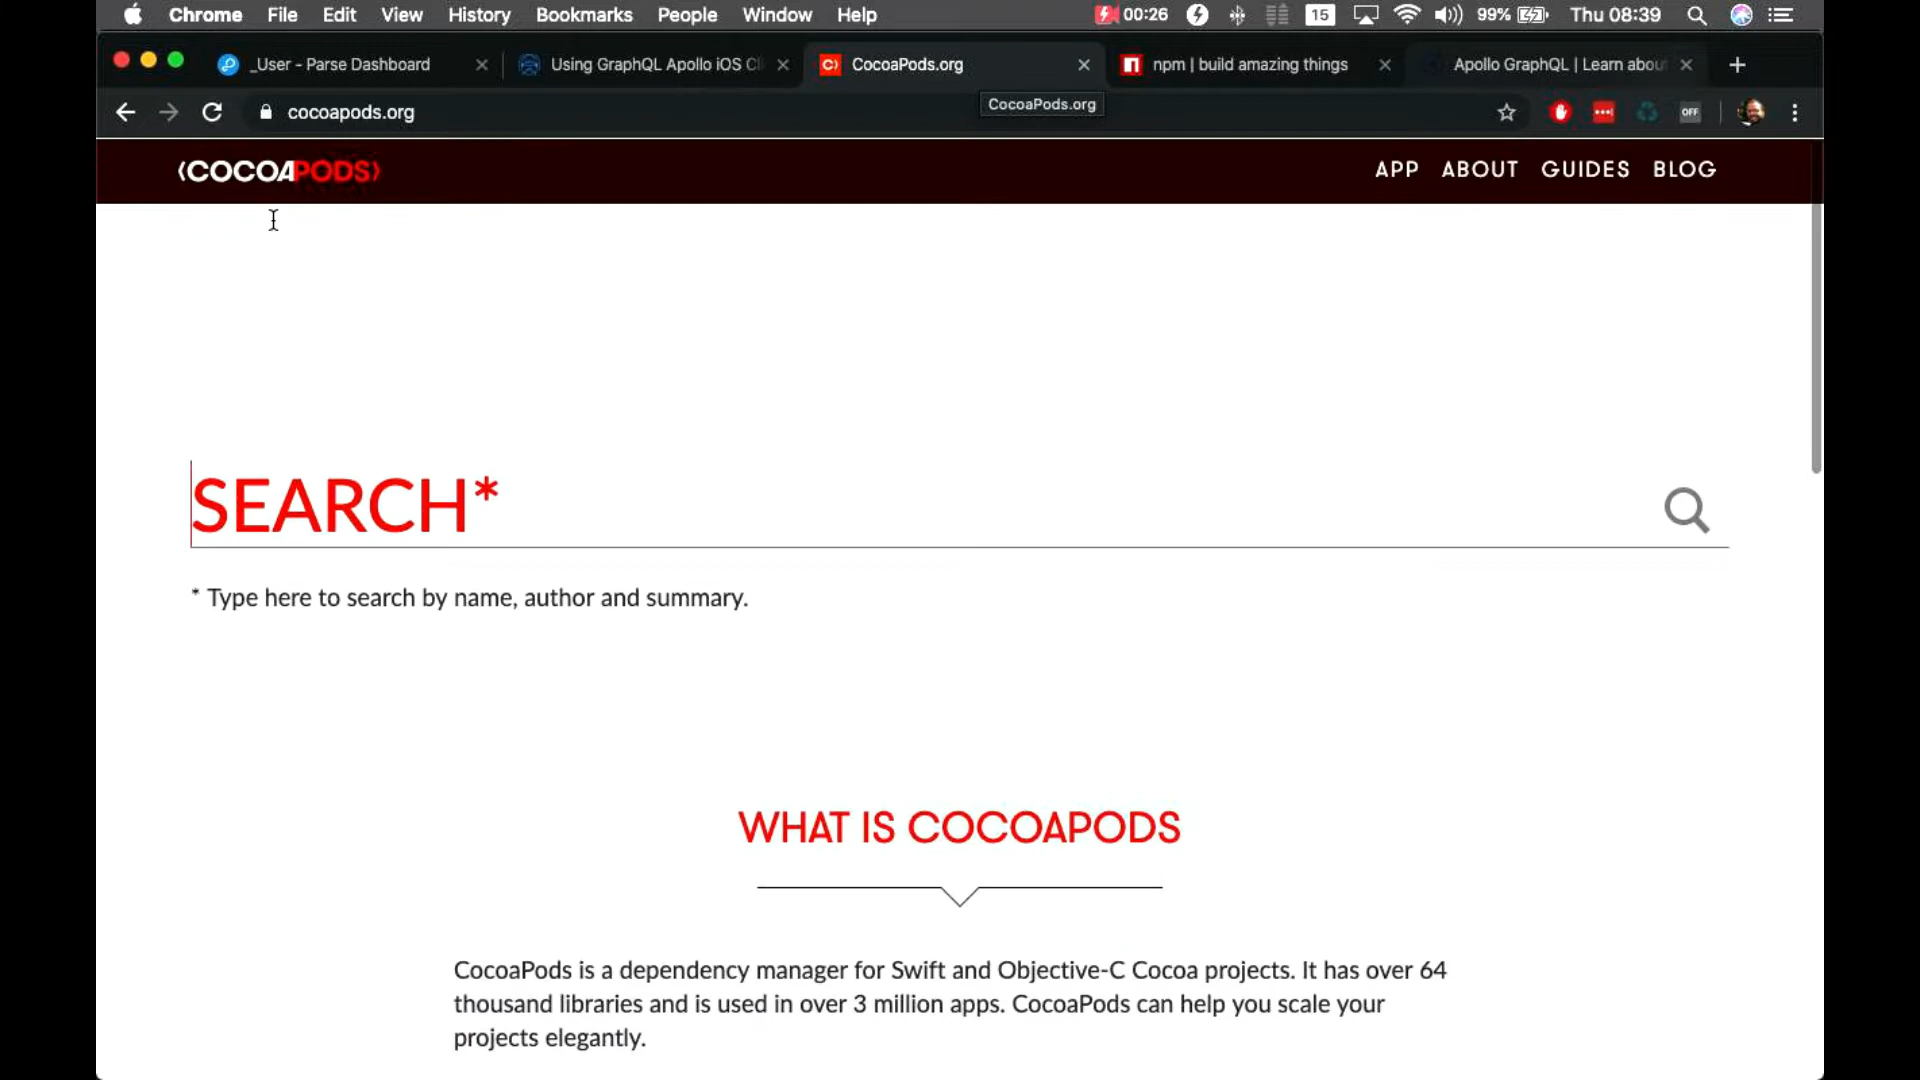 Chrome File Edit View History Bookmarks People Window Help 00:26 15 99% Thu 08:39
_User - Parse Dashboard Using GraphQL Apollo iOS Cl CocoaPods.org npm | build amazing things Apollo GraphQL | Learn abou
cocoapods.org CocoaPods.org OFF
COCOAPODS APP ABOUT GUIDES BLOG
SEARCH*
* Type here to search by name, author and summary.
WHAT IS COCOAPODS
CocoaPods is a dependency manager for Swift and Objective-C Cocoa projects. It has over 64
thousand libraries and is used in over 3 million apps. CocoaPods can help you scale your
projects elegantly.